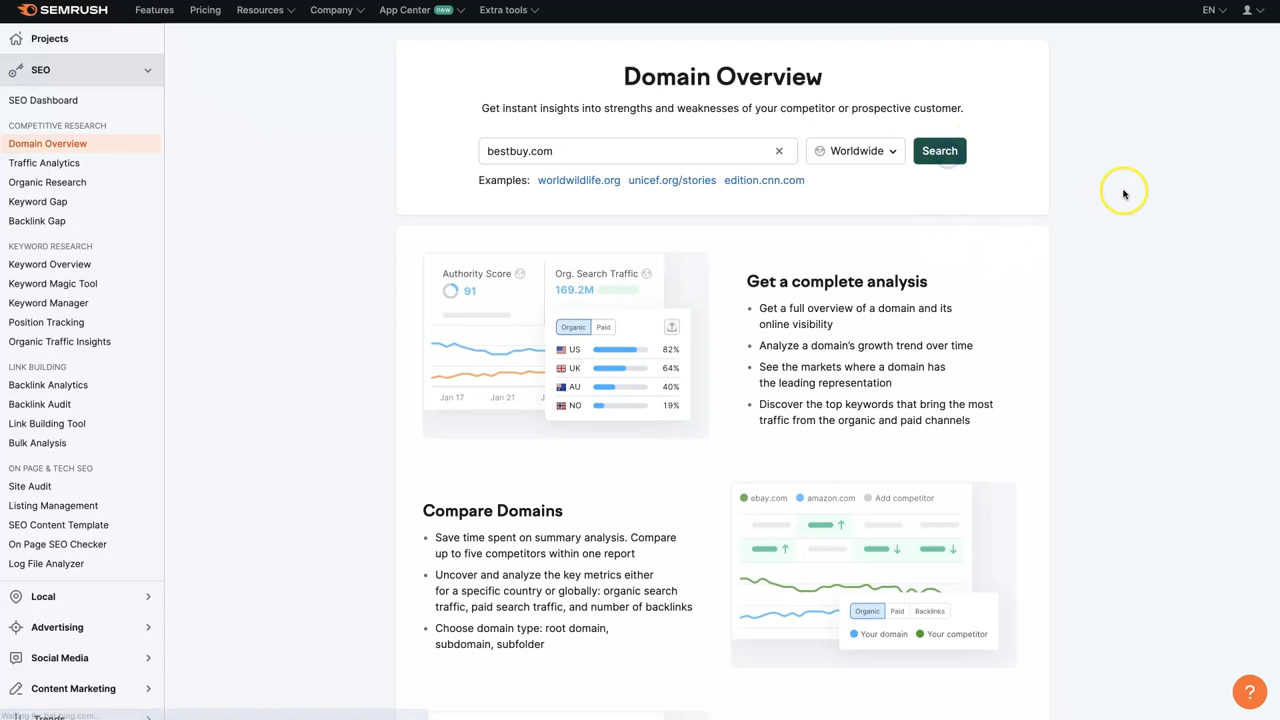 SEMRUSH
Features
Pricing
Resources
Company
App Center new
Extra tools
EN
Projects
SEO
SEO Dashboard
COMPETITIVE RESEARCH
Domain Overview
Traffic Analytics
Organic Research
Keyword Gap
Backlink Gap
KEYWORD RESEARCH
Keyword Overview
Keyword Magic Tool
Keyword Manager
Position Tracking
Organic Traffic Insights
LINK BUILDING
Backlink Analytics
Backlink Audit
Link Building Tool
Bulk Analysis
ON PAGE & TECH SEO
Site Audit
Listing Management
SEO Content Template
On Page SEO Checker
Log File Analyzer
Local
Advertising
Social Media
Content Marketing
Trends
Domain Overview
Get instant insights into strengths and weaknesses of your competitor or prospective customer.
bestbuy.com
Worldwide
Search
Examples: worldwildlife.org unicef.org/stories edition.cnn.com
Authority Score
91
Org. Search Traffic
169.2M
Organic Paid
US 82%
UK 64%
AU 40%
NO 19%
Jan 17 Jan 21
Get a complete analysis
• Get a full overview of a domain and its
online visibility
• Analyze a domain's growth trend over time
• See the markets where a domain has
the leading representation
• Discover the top keywords that bring the most
traffic from the organic and paid channels
Compare Domains
• Save time spent on summary analysis. Compare
up to five competitors within one report
• Uncover and analyze the key metrics either
for a specific country or globally: organic search
traffic, paid search traffic, and number of backlinks
• Choose domain type: root domain,
subdomain, subfolder
ebay.com amazon.com Add competitor
Organic Paid Backlinks
Your domain Your competitor
?